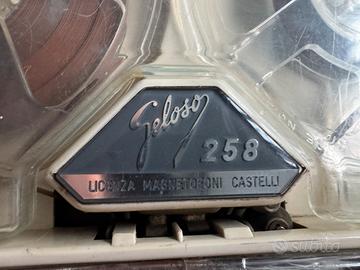 Geloso
258
LICENZA MAGNETOFONI CASTELLI
subito